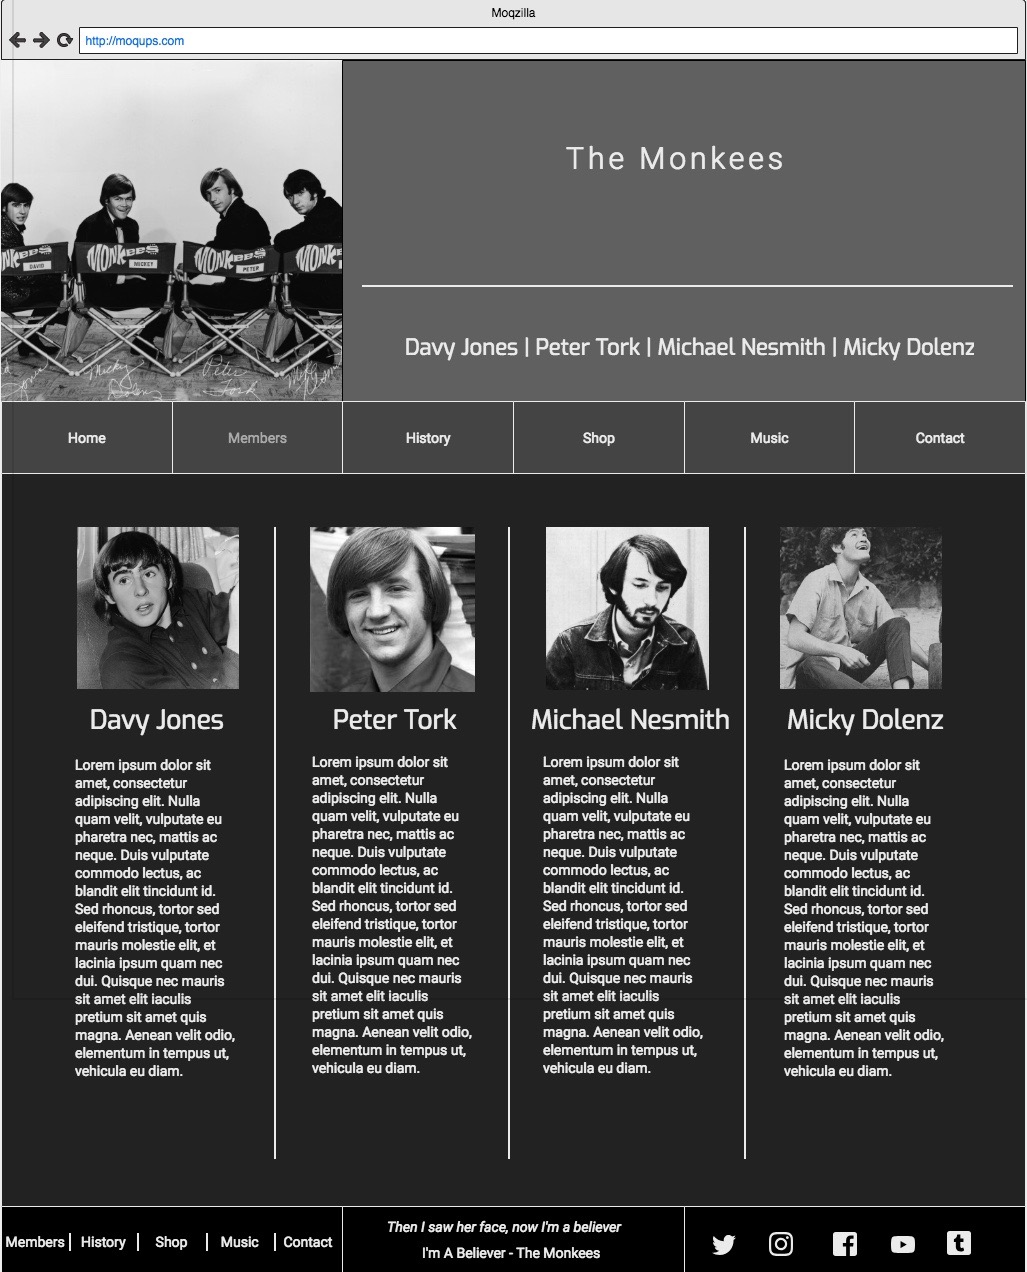 Moqzilla
http://moqups.com
The Monkees
MONKEES
DAVID
MONKEES
MICKEY
MONKEES
PETER
Micky
Dolenz
Peter
Tork
Davy Jones | Peter Tork | Michael Nesmith | Micky Dolenz
Home
Members
History
Shop
Music
Contact
Davy Jones
Lorem ipsum dolor sit
amet, consectetur
adipiscing elit. Nulla
quam velit, vulputate eu
pharetra nec, mattis ac
neque. Duis vulputate
commodo lectus, ac
blandit elit tincidunt id.
Sed rhoncus, tortor sed
eleifend tristique, tortor
mauris molestie elit, et
lacinia ipsum quam nec
dui. Quisque nec mauris
sit amet elit iaculis
pretium sit amet quis
magna. Aenean velit odio,
elementum in tempus ut,
vehicula eu diam.
Peter Tork
Lorem ipsum dolor sit
amet, consectetur
adipiscing elit. Nulla
quam velit, vulputate eu
pharetra nec, mattis ac
neque. Duis vulputate
commodo lectus, ac
blandit elit tincidunt id.
Sed rhoncus, tortor sed
eleifend tristique, tortor
mauris molestie elit, et
lacinia ipsum quam nec
dui. Quisque nec mauris
sit amet elit iaculis
pretium sit amet quis
magna. Aenean velit odio,
elementum in tempus ut,
vehicula eu diam.
Michael Nesmith
Lorem ipsum dolor sit
amet, consectetur
adipiscing elit. Nulla
quam velit, vulputate eu
pharetra nec, mattis ac
neque. Duis vulputate
commodo lectus, ac
blandit elit tincidunt id.
Sed rhoncus, tortor sed
eleifend tristique, tortor
mauris molestie elit, et
lacinia ipsum quam nec
dui. Quisque nec mauris
sit amet elit iaculis
pretium sit amet quis
magna. Aenean velit odio,
elementum in tempus ut,
vehicula eu diam.
Micky Dolenz
Lorem ipsum dolor sit
amet, consectetur
adipiscing elit. Nulla
quam velit, vulputate eu
pharetra nec, mattis ac
neque. Duis vulputate
commodo lectus, ac
blandit elit tincidunt id.
Sed rhoncus, tortor sed
eleifend tristique, tortor
mauris molestie elit, et
lacinia ipsum quam nec
dui. Quisque nec mauris
sit amet elit iaculis
pretium sit amet quis
magna. Aenean velit odio,
elementum in tempus ut,
vehicula eu diam.
Members | History | Shop | Music | Contact
Then I saw her face, now I'm a believer
I'm A Believer - The Monkees